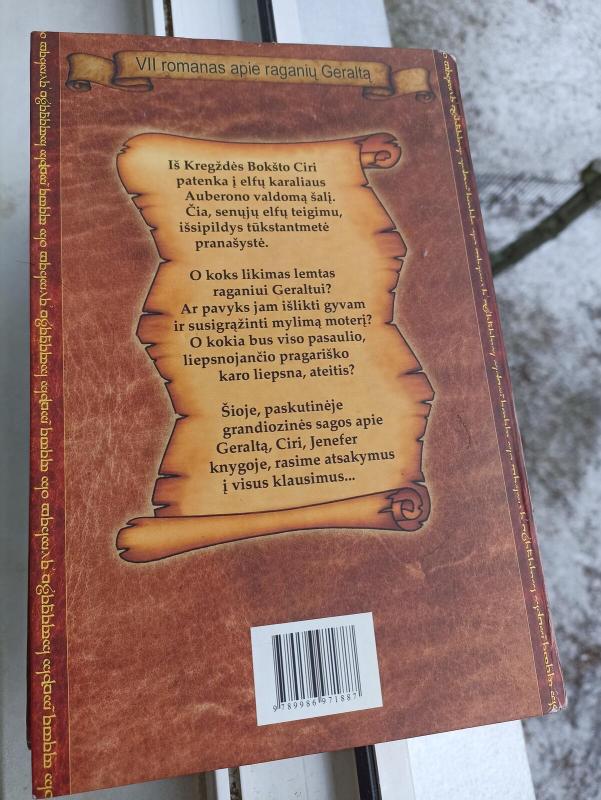 VII romanas apie raganių Geraltą
Iš Kregždės Bokšto Ciri
patenka į elfų karaliaus
Auberono valdomą šalį.
Čia, senųjų elfų teigimu,
išsipildys tūkstantmetė
pranašystė.
O koks likimas lemtas
raganiui Geraltui?
Ar pavyks jam išlikti gyvam
ir susigrąžinti mylimą moterį?
O kokia bus viso pasaulio,
liepsnojančio pragariško
karo liepsna, ateitis?
Šioje, paskutinėje
grandiozinės sagos apie
Geraltą, Ciri, Jenefer
knygoje, rasime atsakymus
į visus klausimus...
9 789986 971887